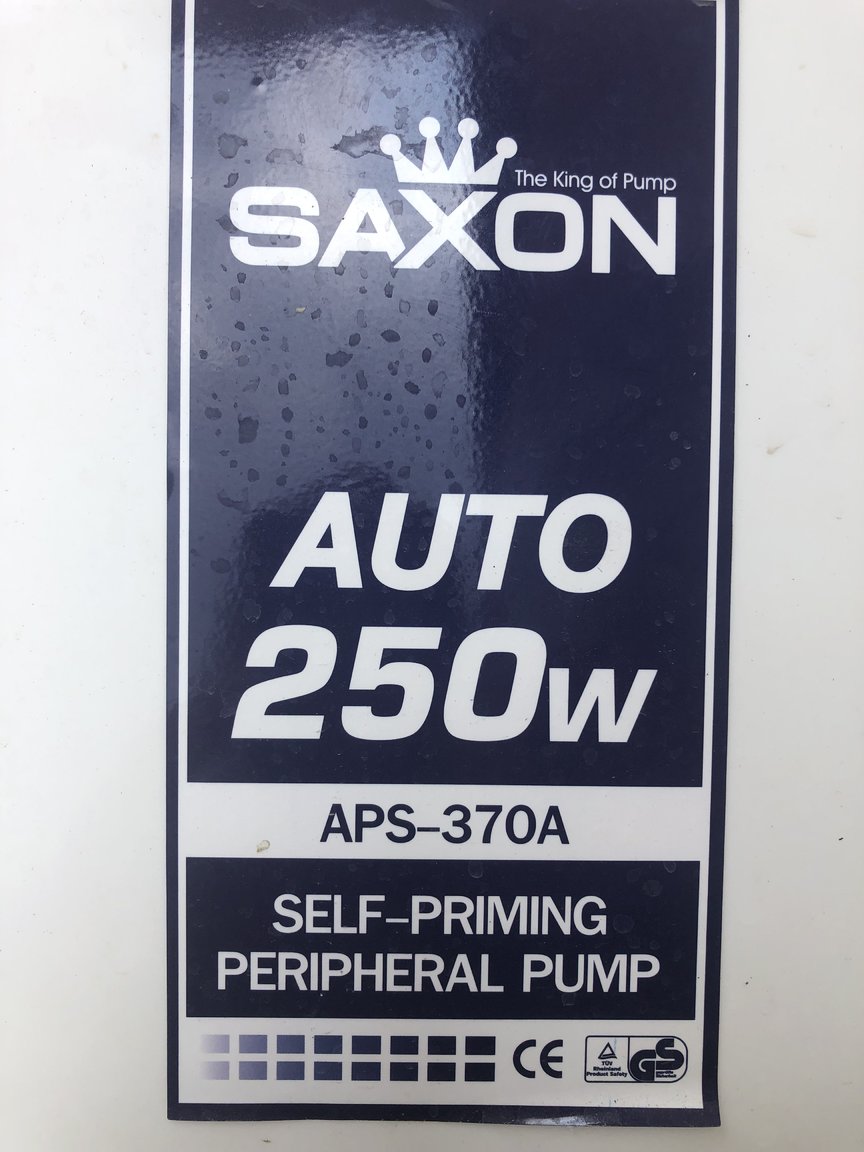 The King of Pump
SAXON
AUTO
250W
APS-370A
SELF-PRIMING
PERIPHERAL PUMP
CE
TÜV
Rheinland
Product Safety
GS